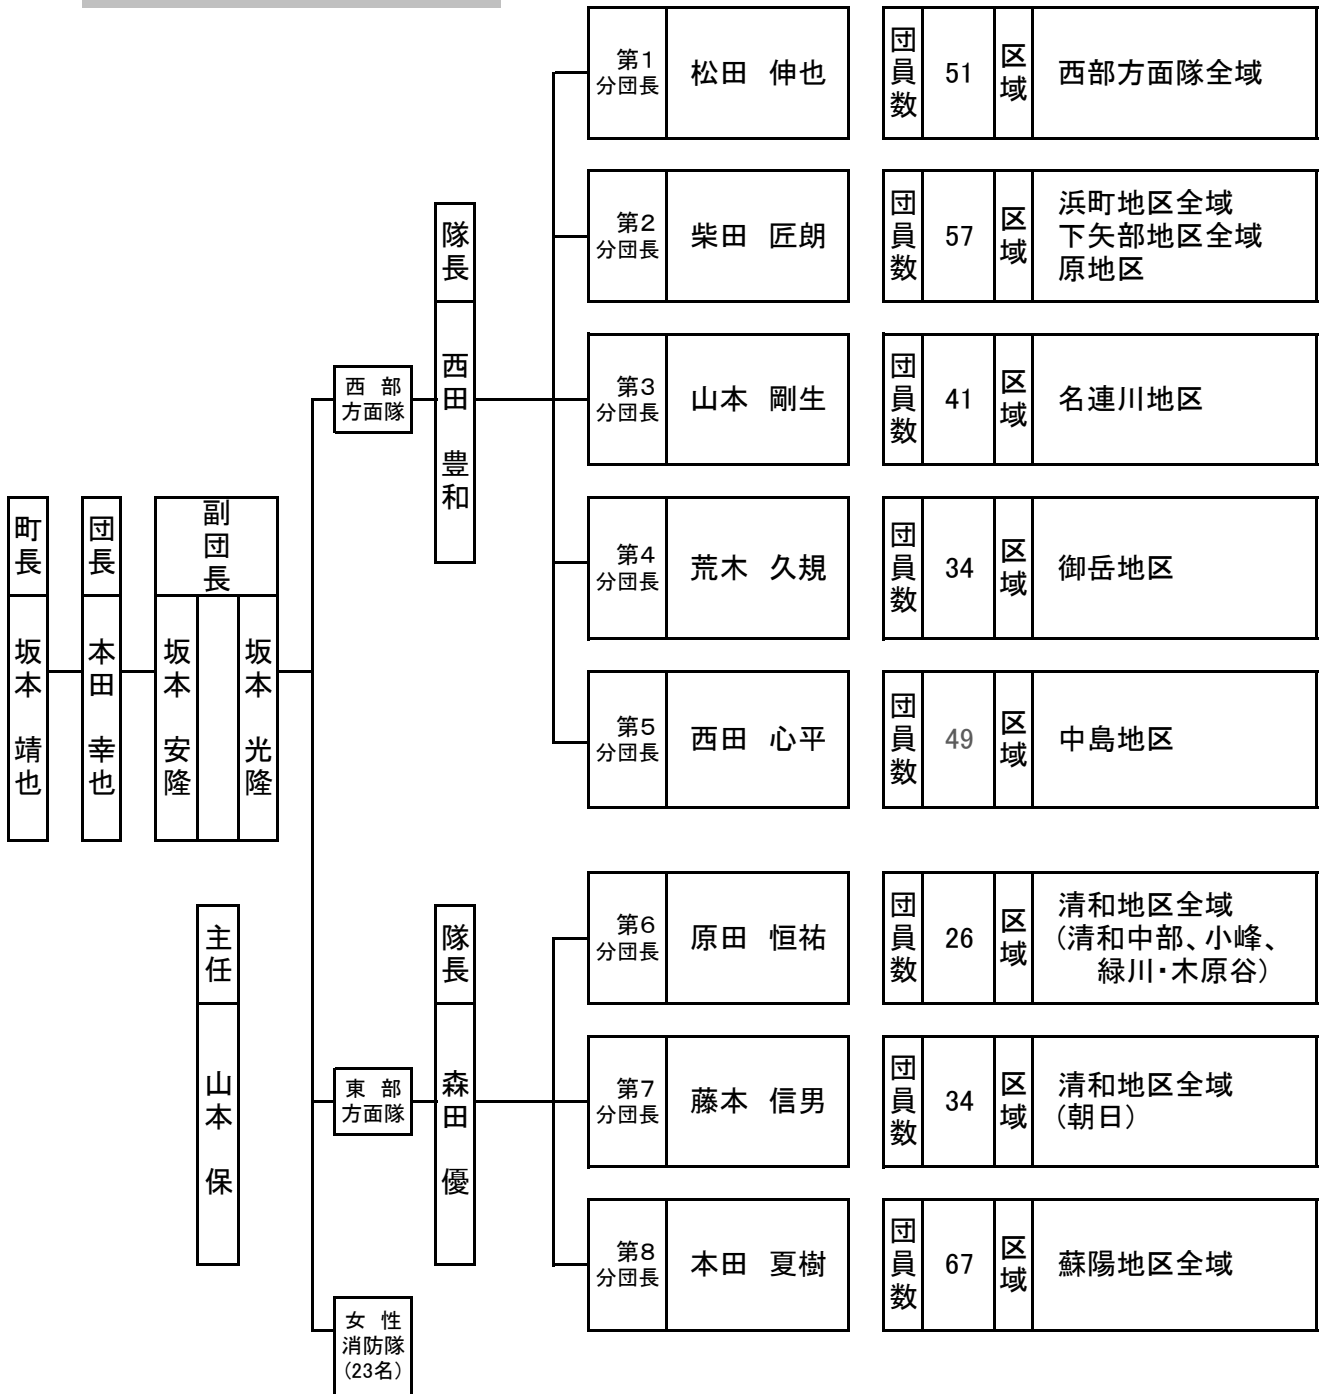 町長
坂本 靖也
団長
本田 幸也
副団長
坂本 安隆
坂本 光隆
主任
山本 保
西部
方面隊
隊長
西田 豊和
第1
分団長
松田 伸也
団員数
51
区域
西部方面隊全域
第2
分団長
柴田 匠朗
団員数
57
区域
浜町地区全域
下矢部地区全域
原地区
第3
分団長
山本 剛生
団員数
41
区域
名連川地区
第4
分団長
荒木 久規
団員数
34
区域
御岳地区
第5
分団長
西田 心平
団員数
49
区域
中島地区
東部
方面隊
隊長
森田 優
第6
分団長
原田 恒祐
団員数
26
区域
清和地区全域
(清和中部、小峰、
緑川・木原谷)
第7
分団長
藤本 信男
団員数
34
区域
清和地区全域
(朝日)
第8
分団長
本田 夏樹
団員数
67
区域
蘇陽地区全域
女性
消防隊
(23名)